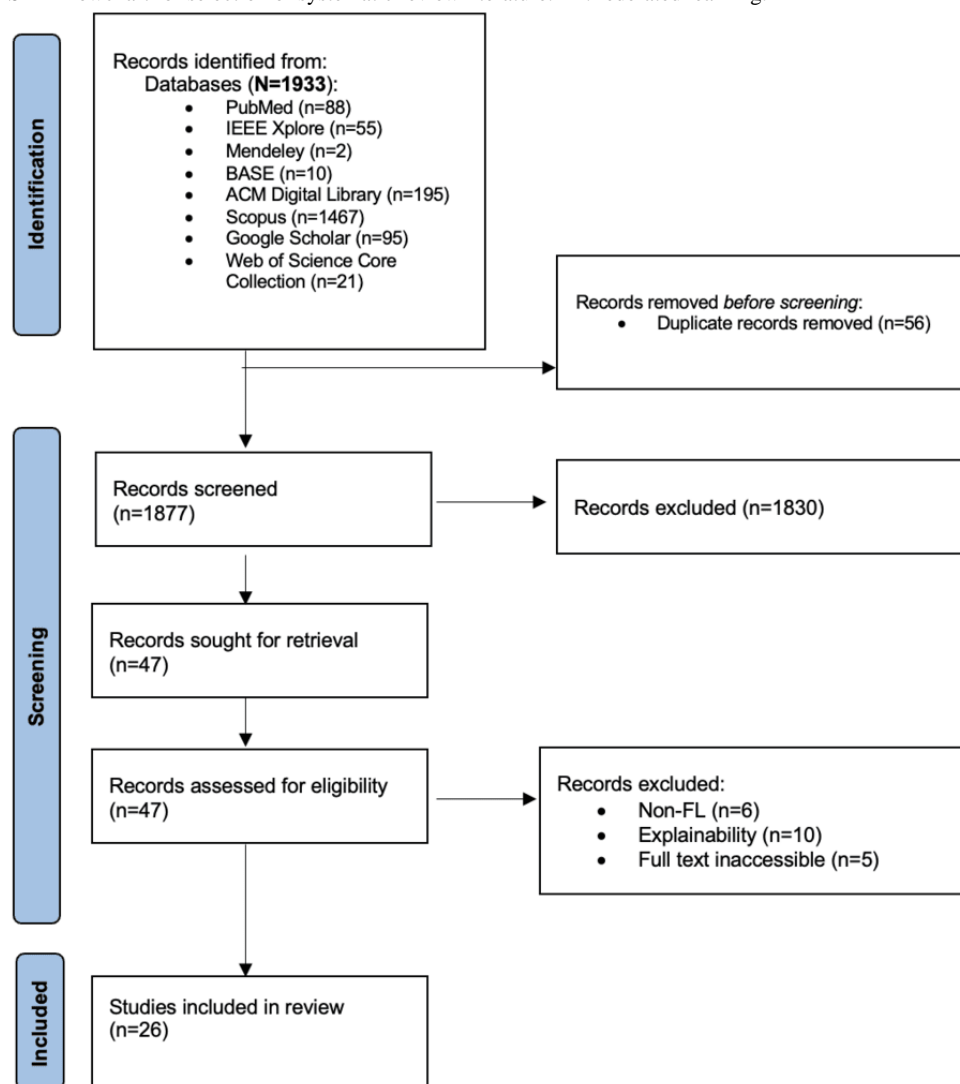 Identification
Records identified from:
Databases (N=1933):
• PubMed (n=88)
• IEEE Xplore (n=55)
• Mendeley (n=2)
• BASE (n=10)
• ACM Digital Library (n=195)
• Scopus (n=1467)
• Google Scholar (n=95)
• Web of Science Core
Collection (n=21)
Records removed before screening:
• Duplicate records removed (n=56)
Screening
Records screened
(n=1877)
Records excluded (n=1830)
Records sought for retrieval
(n=47)
Records assessed for eligibility
(n=47)
Records excluded:
• Non-FL (n=6)
• Explainability (n=10)
• Full text inaccessible (n=5)
Included
Studies included in review
(n=26)